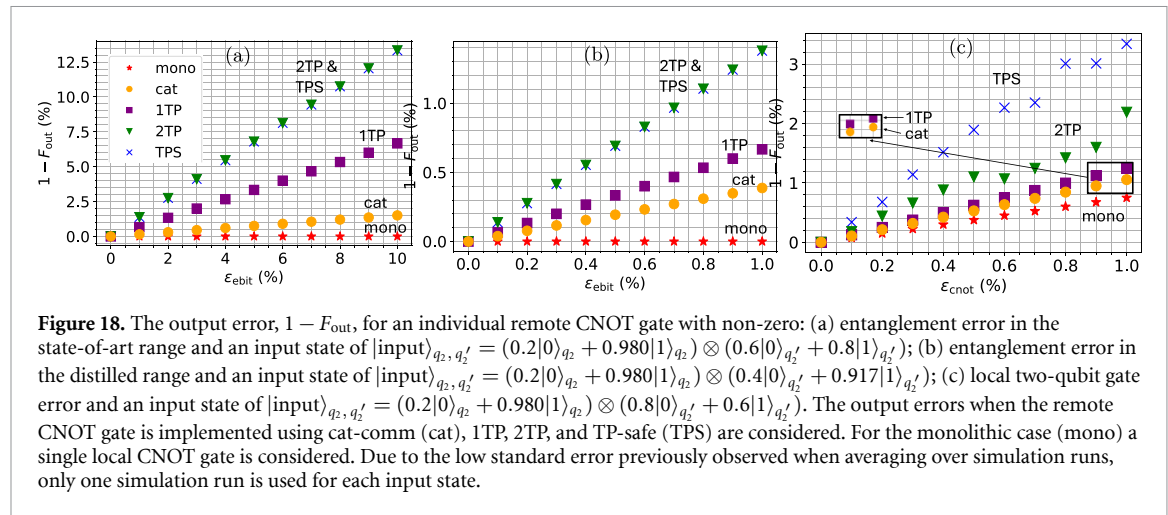 (a)
12.5
10.0
7.5
5.0
2.5
0.0
1 − F_out (%)
mono
cat
1TP
2TP
TPS
2TP &
TPS
1TP
cat
mono
0 2 4 6 8 10
ε_ebit (%)
(b)
1.0
0.5
0.0
1 − F_out (%)
2TP &
TPS
1TP
cat
mono
0.0 0.2 0.4 0.6 0.8 1.0
ε_ebit (%)
(c)
3
2
1
0
1 − F_out (%)
TPS
1TP
cat
2TP
mono
0.0 0.2 0.4 0.6 0.8 1.0
ε_cnot (%)
Figure 18. The output error, 1 − F_out, for an individual remote CNOT gate with non-zero: (a) entanglement error in the
state-of-art range and an input state of |input⟩_{q₂, q₂′} = (0.2|0⟩_{q₂} + 0.980|1⟩_{q₂}) ⊗ (0.6|0⟩_{q₂′} + 0.8|1⟩_{q₂′}); (b) entanglement error in
the distilled range and an input state of |input⟩_{q₂, q₂′} = (0.2|0⟩_{q₂} + 0.980|1⟩_{q₂}) ⊗ (0.4|0⟩_{q₂′} + 0.917|1⟩_{q₂′}); (c) local two-qubit gate
error and an input state of |input⟩_{q₂, q₂′} = (0.2|0⟩_{q₂} + 0.980|1⟩_{q₂}) ⊗ (0.8|0⟩_{q₂′} + 0.6|1⟩_{q₂′}). The output errors when the remote
CNOT gate is implemented using cat-comm (cat), 1TP, 2TP, and TP-safe (TPS) are considered. For the monolithic case (mono) a
single local CNOT gate is considered. Due to the low standard error previously observed when averaging over simulation runs,
only one simulation run is used for each input state.